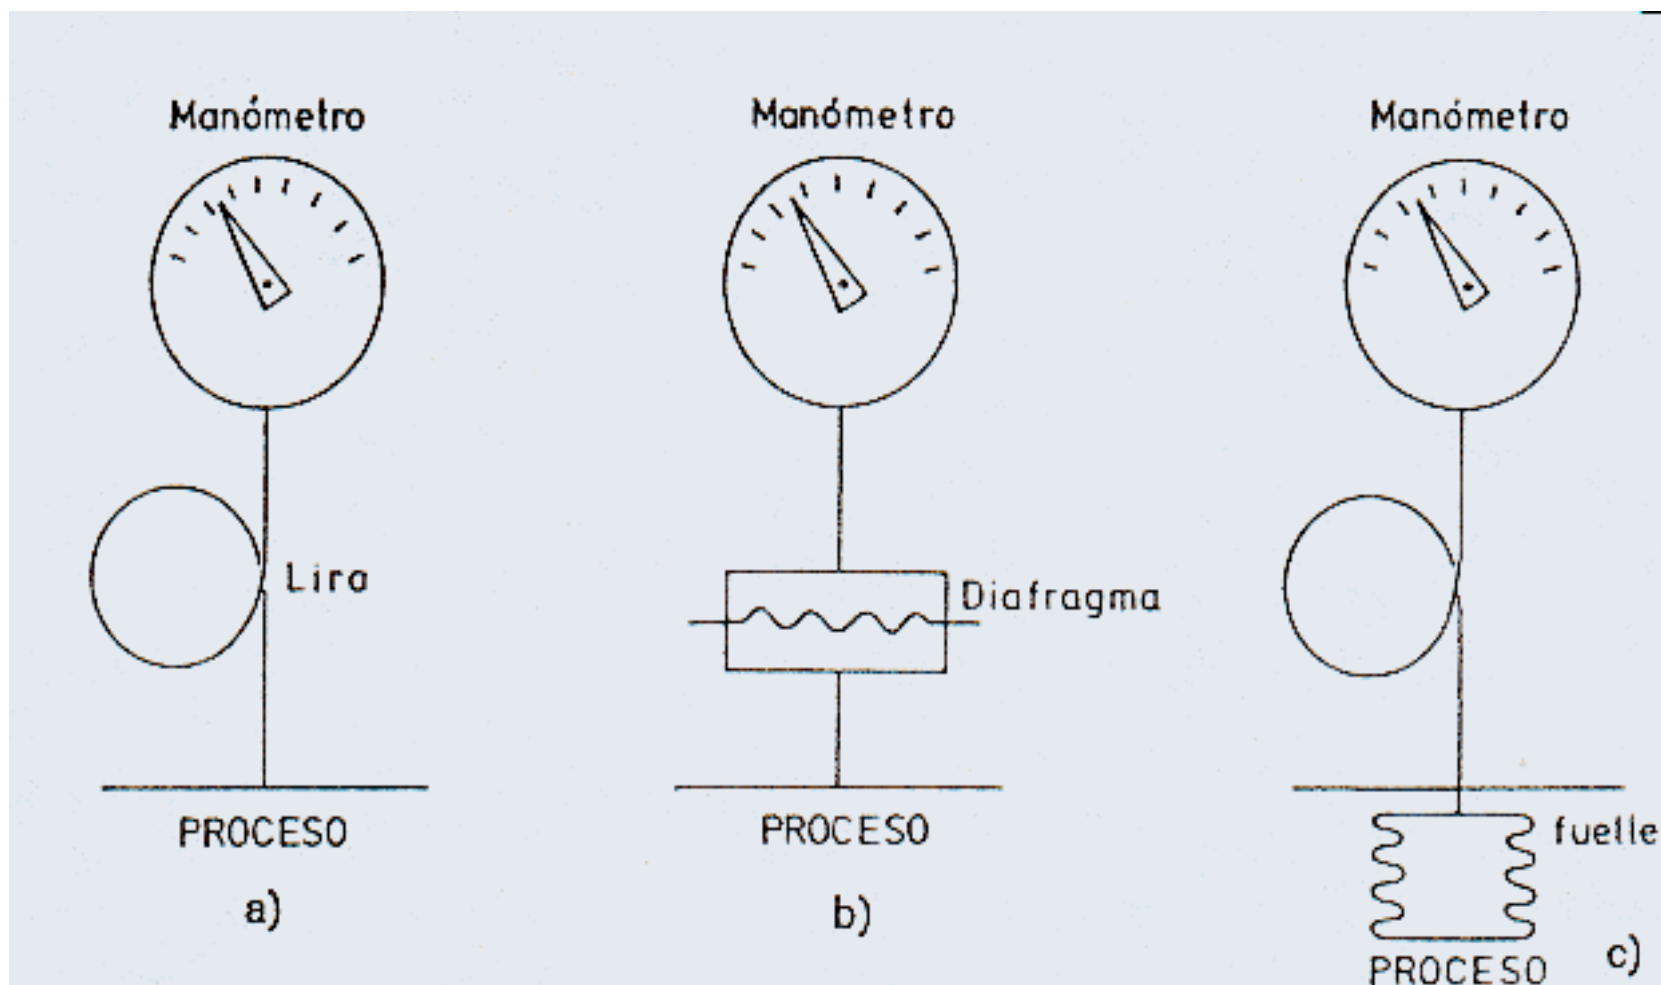 Manómetro
Manómetro
Manómetro
Lira
Diafragma
PROCESO
PROCESO
fuelle
PROCESO
a)
b)
c)